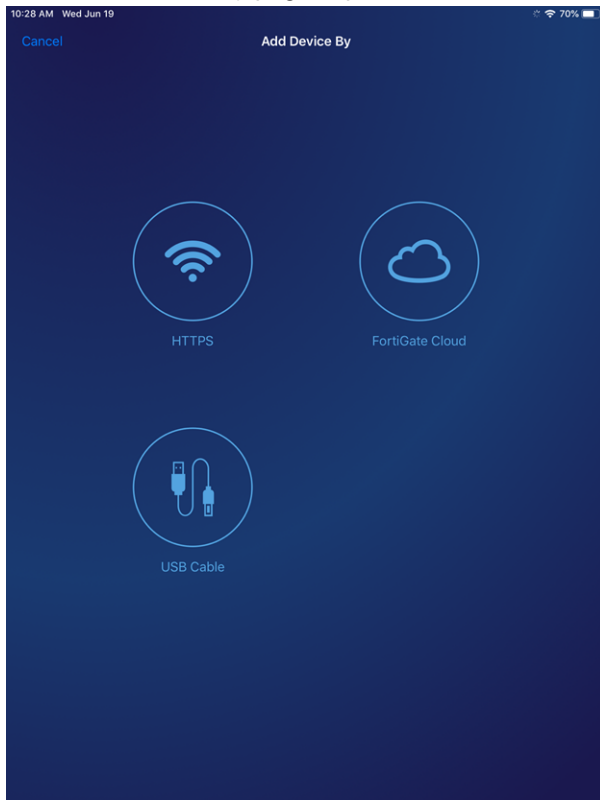 10:28 AM Wed Jun 19 70%
Cancel Add Device By
HTTPS FortiGate Cloud
USB Cable